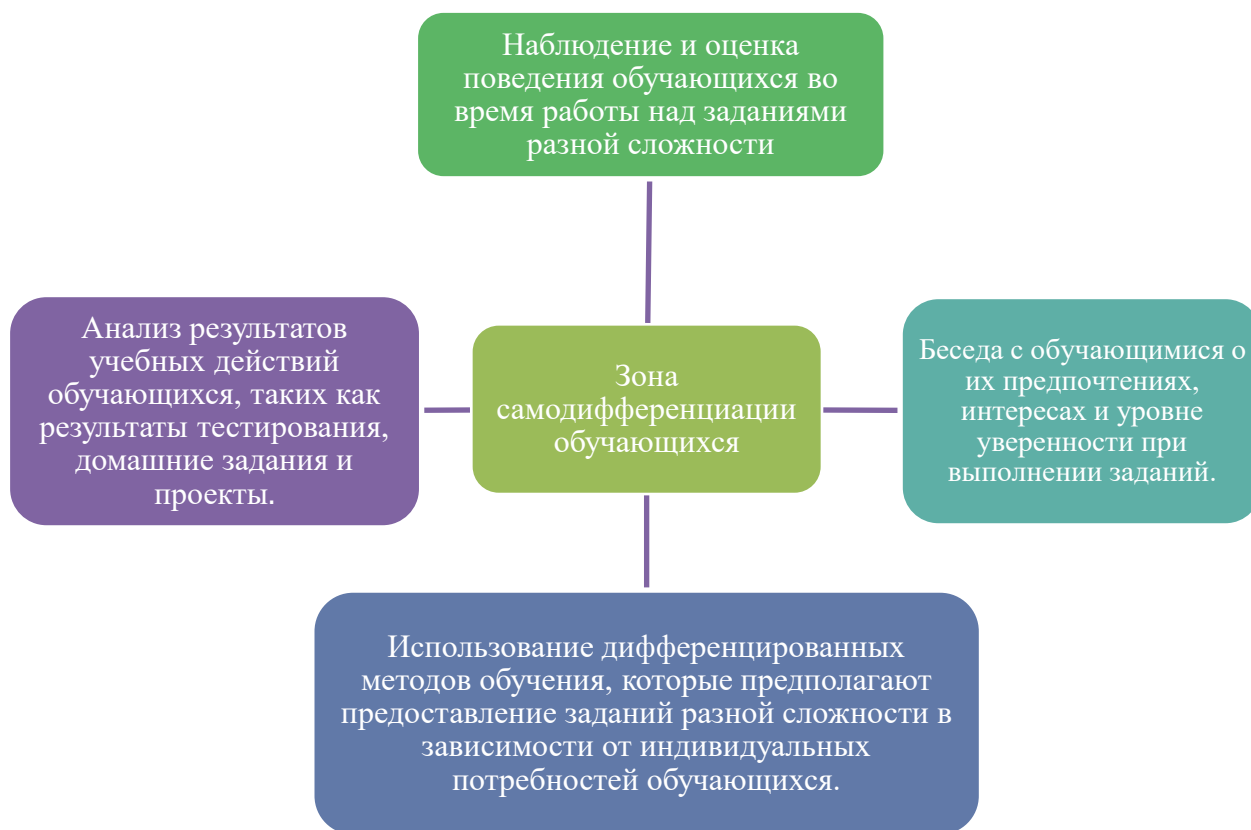 Наблюдение и оценка
поведения обучающихся во
время работы над заданиями
разной сложности
Анализ результатов
учебных действий
обучающихся, таких как
результаты тестирования,
домашние задания и
проекты.
Зона
самодифференциации
обучающихся
Беседа с обучающимися о
их предпочтениях,
интересах и уровне
уверенности при
выполнении заданий.
Использование дифференцированных
методов обучения, которые предполагают
предоставление заданий разной сложности в
зависимости от индивидуальных
потребностей обучающихся.